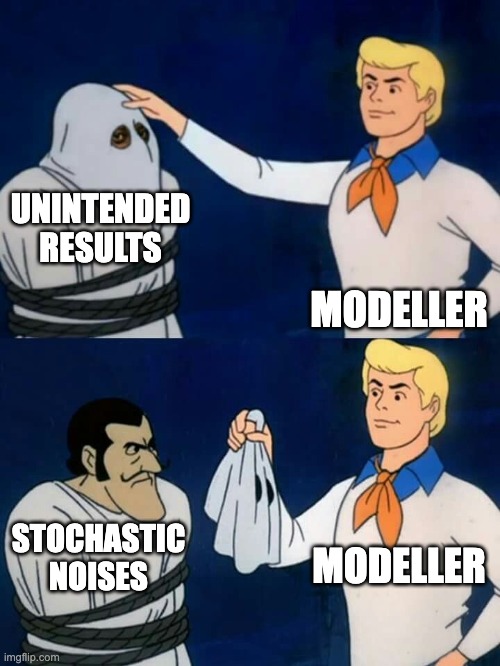 UNINTENDED
RESULTS
MODELLER
STOCHASTIC
NOISES
MODELLER
imgflip.com